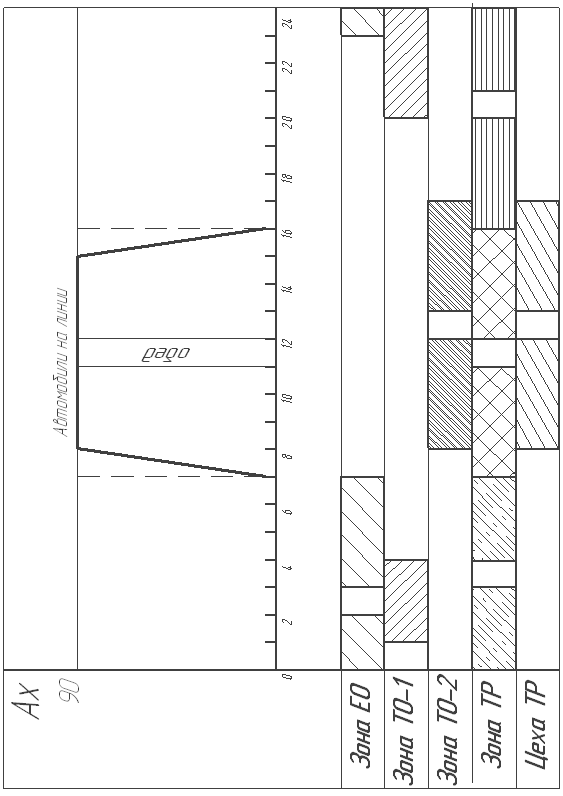 Ах
90
Автомобили на линии
обед
0 2 4 6 8 10 12 14 16 18 20 22 24
Зона ЕО
Зона ТО-1
Зона ТО-2
Зона ТР
Цеха ТР